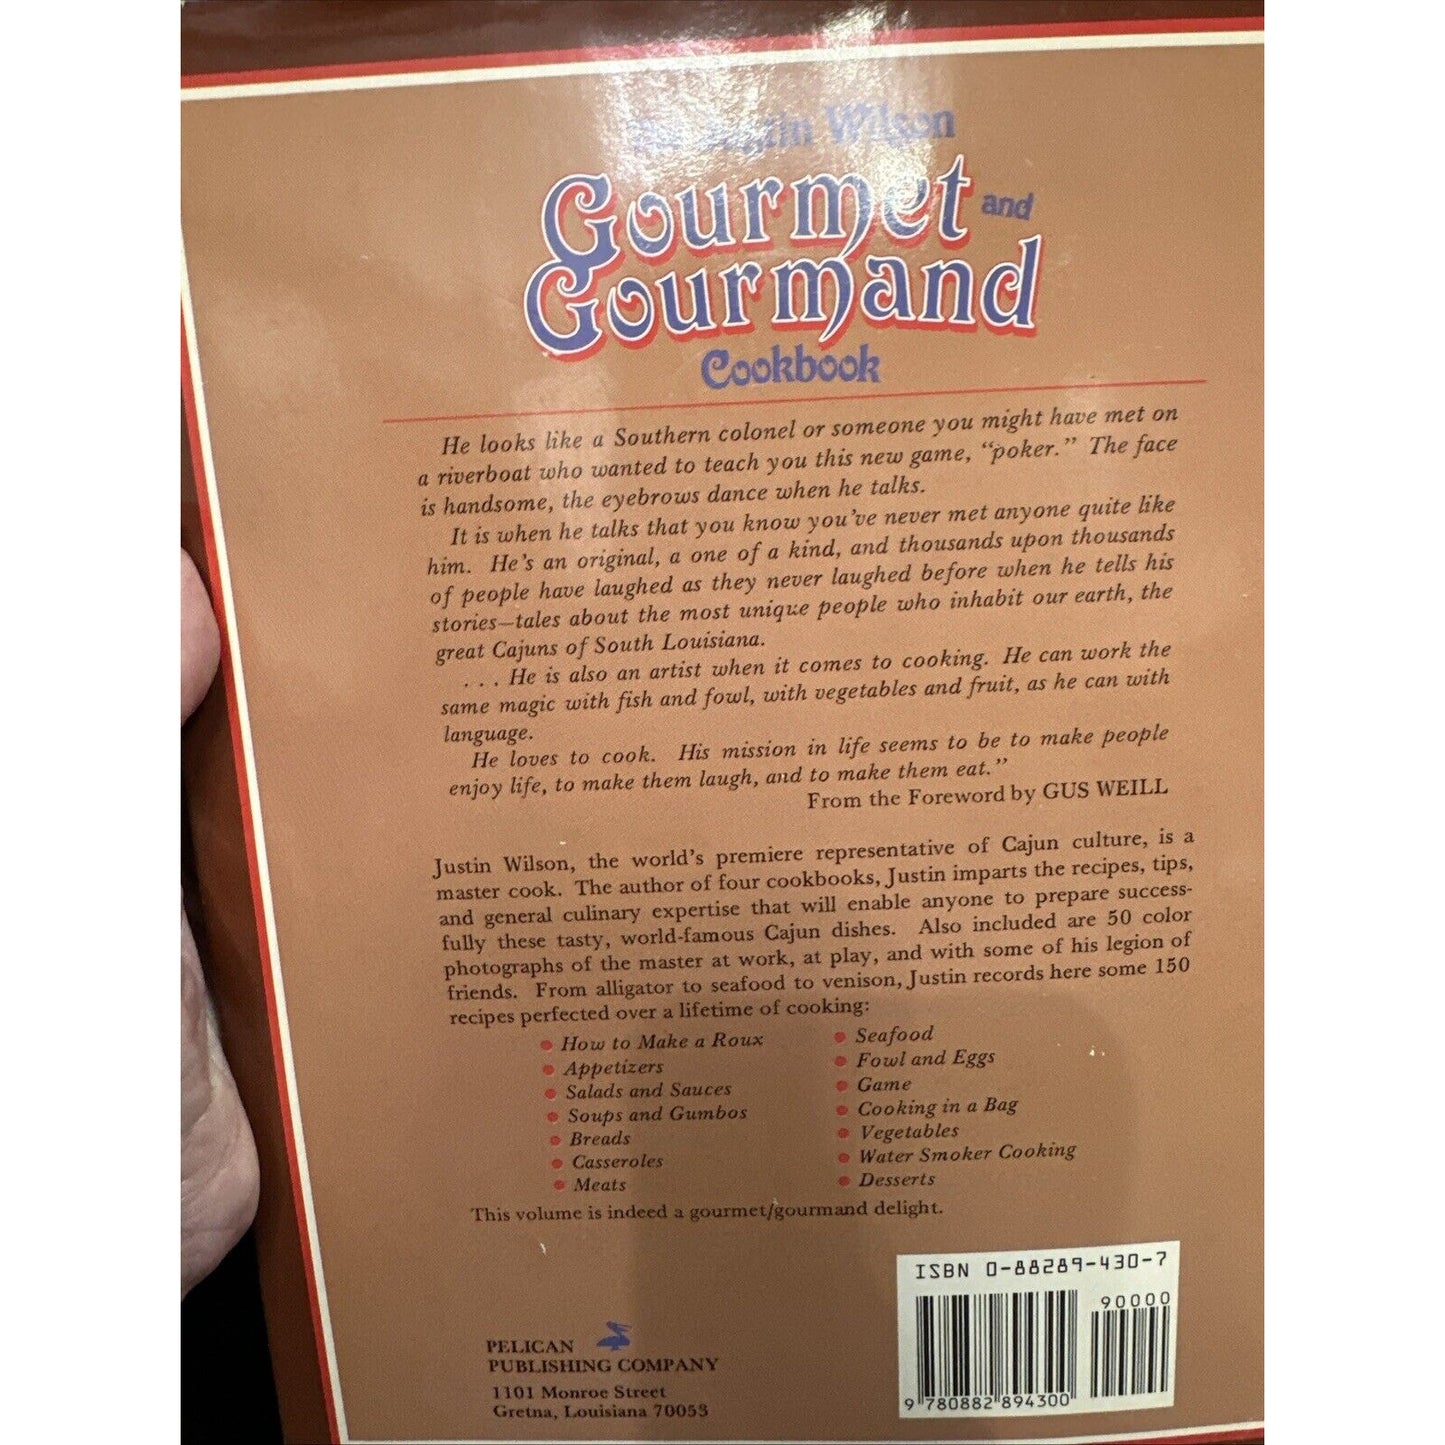 Justin Wilson
Gourmet and
Gourmand
Cookbook
He looks like a Southern colonel or someone you might have met on
a riverboat who wanted to teach you this new game, "poker." The face
is handsome, the eyebrows dance when he talks.
It is when he talks that you know you've never met anyone quite like
him. He's an original, a one of a kind, and thousands upon thousands
of people have laughed as they never laughed before when he tells his
stories—tales about the most unique people who inhabit our earth, the
great Cajuns of South Louisiana.
. . . He is also an artist when it comes to cooking. He can work the
same magic with fish and fowl, with vegetables and fruit, as he can with
language.
He loves to cook. His mission in life seems to be to make people
enjoy life, to make them laugh, and to make them eat."
From the Foreword by GUS WEILL
Justin Wilson, the world's premiere representative of Cajun culture, is a
master cook. The author of four cookbooks, Justin imparts the recipes, tips,
and general culinary expertise that will enable anyone to prepare success-
fully these tasty, world-famous Cajun dishes. Also included are 50 color
photographs of the master at work, at play, and with some of his legion of
friends. From alligator to seafood to venison, Justin records here some 150
recipes perfected over a lifetime of cooking:
• How to Make a Roux
• Appetizers
• Salads and Sauces
• Soups and Gumbos
• Breads
• Casseroles
• Meats
• Seafood
• Fowl and Eggs
• Game
• Cooking in a Bag
• Vegetables
• Water Smoker Cooking
• Desserts
This volume is indeed a gourmet/gourmand delight.
ISBN 0-88289-430-7
90000
9 780882 894300
PELICAN
PUBLISHING COMPANY
1101 Monroe Street
Gretna, Louisiana 70053